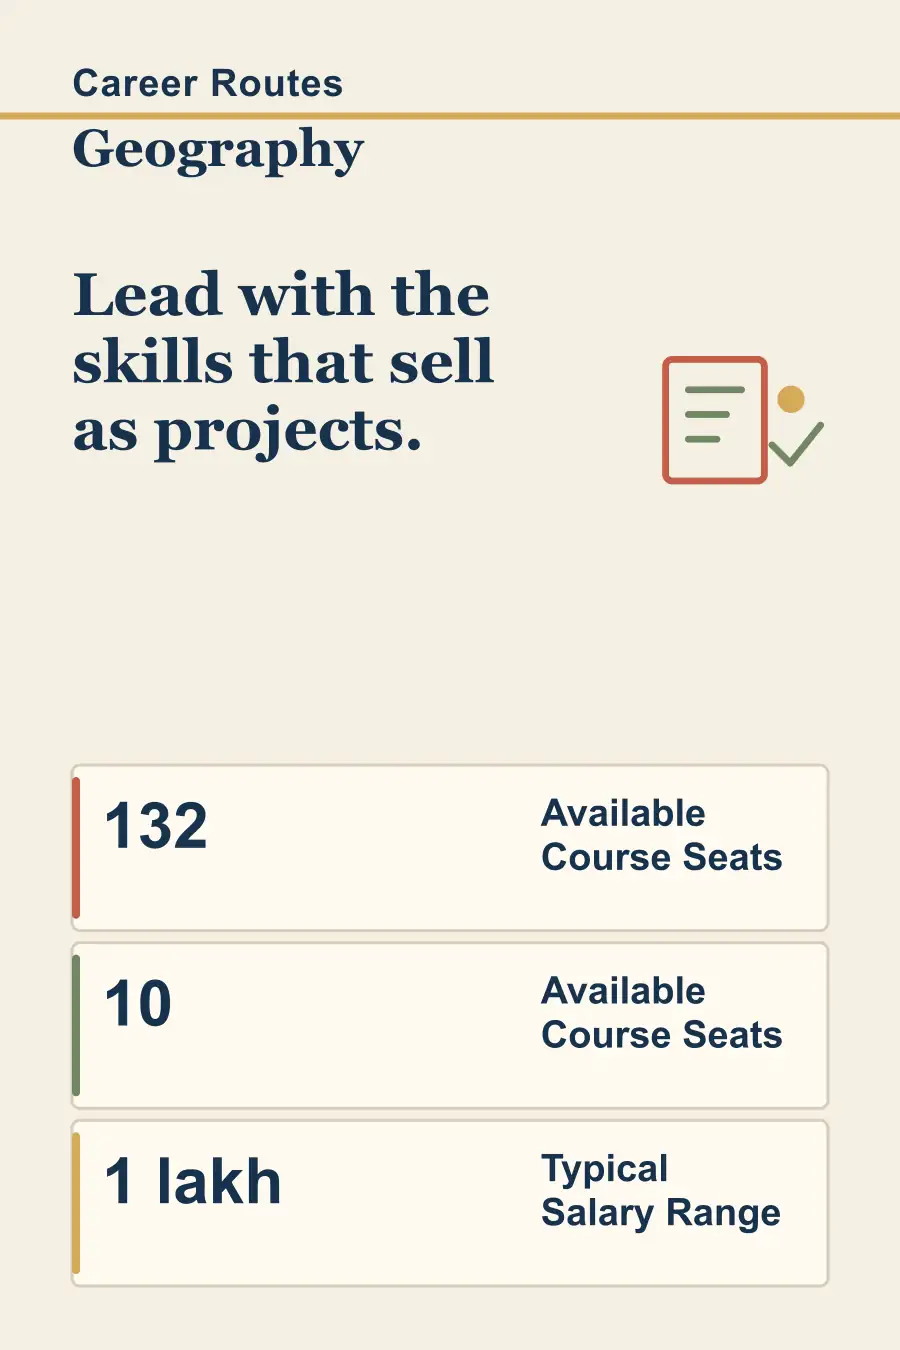 Career Routes
Geography
Lead with the
skills that sell
as projects.
132
Available
Course Seats
10
Available
Course Seats
1 lakh
Typical
Salary Range